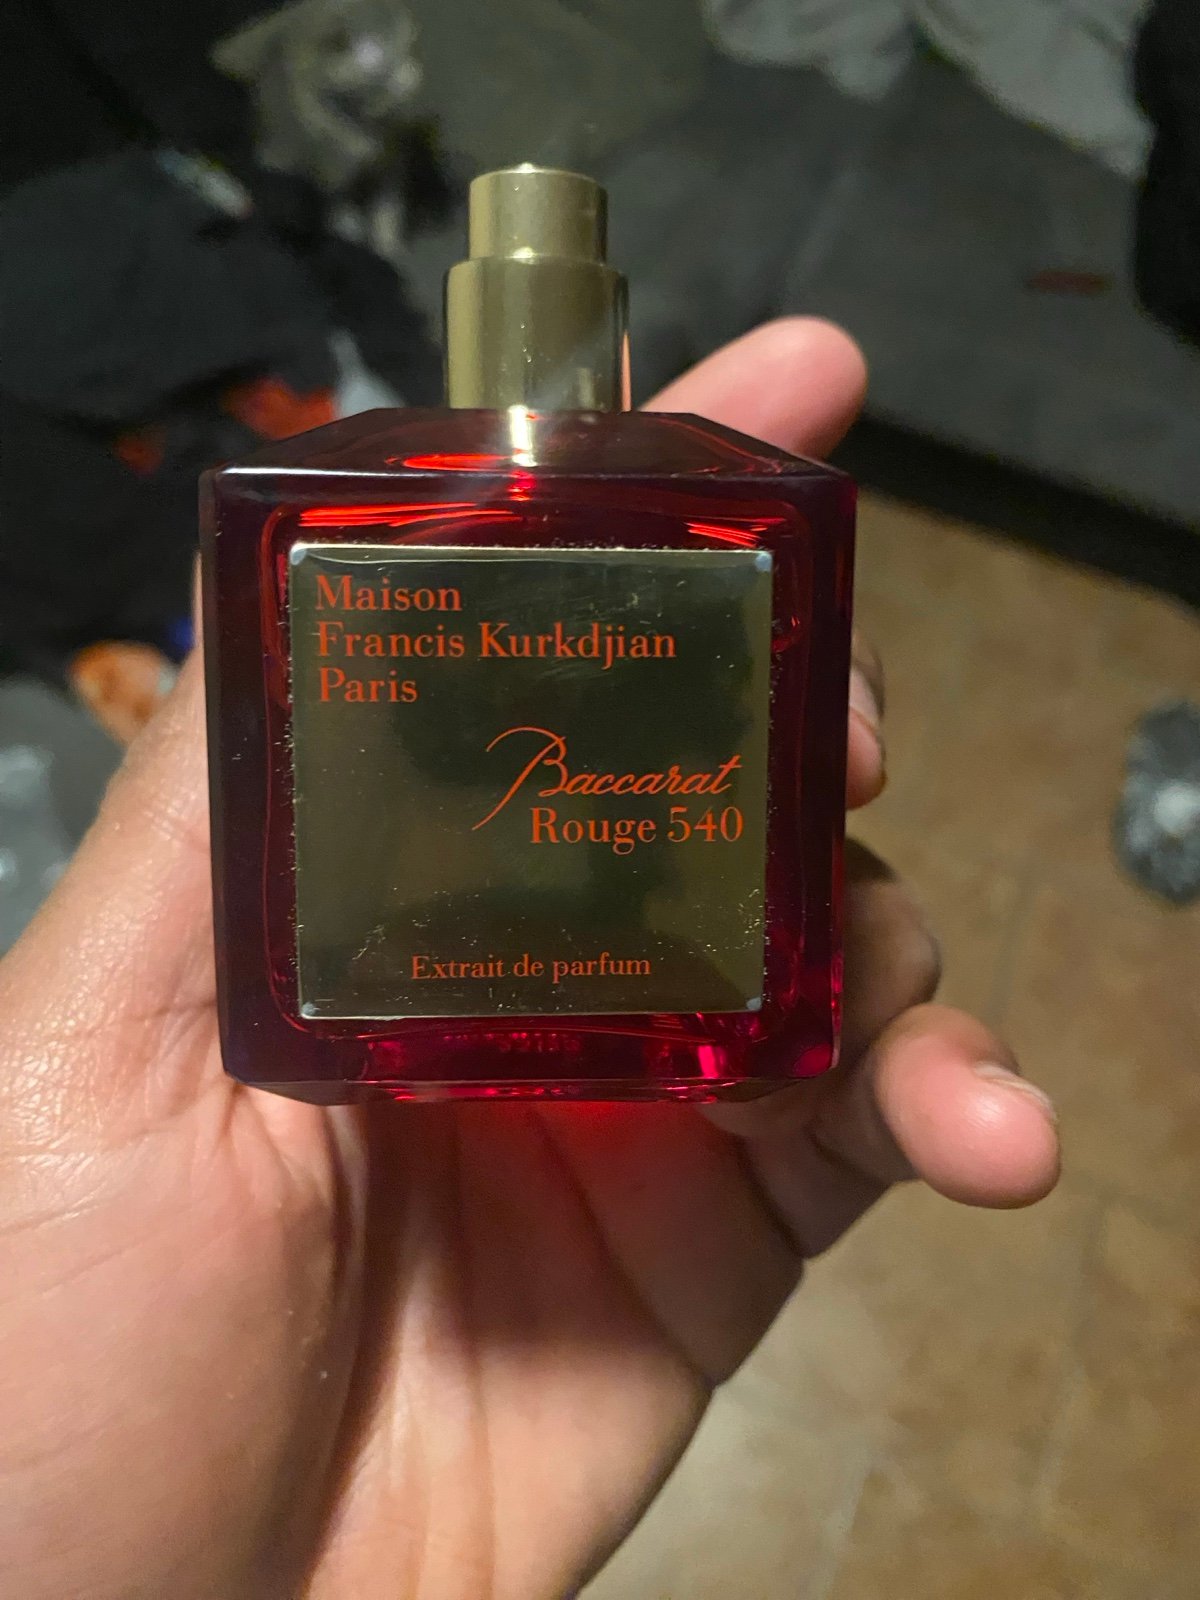 Maison
Francis Kurkdjian
Paris
Baccarat
Rouge 540
Extrait de parfum